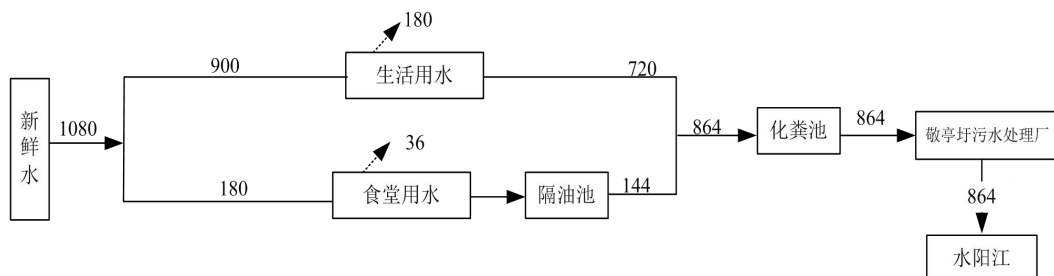 180
900
生活用水
720
新鲜水
1080
864
化粪池
864
敬亭圩污水处理厂
36
180
食堂用水
隔油池
144
864
水阳江